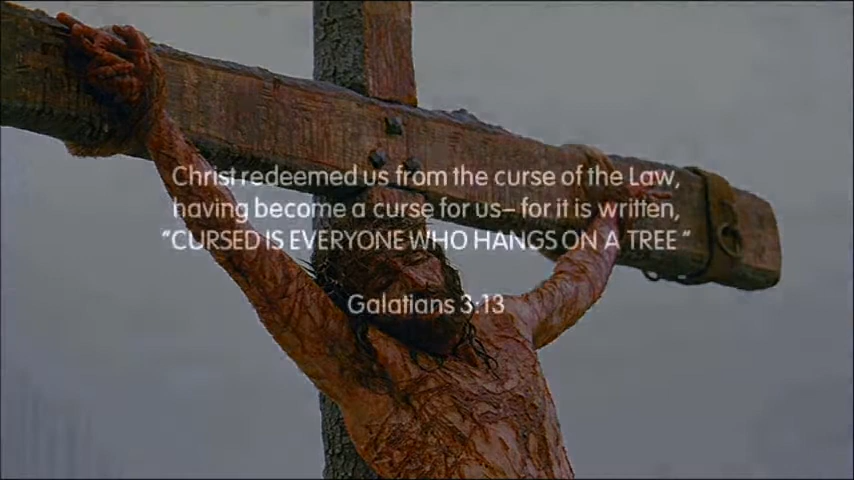 Christ redeemed us from the curse of the Law,
having become a curse for us–for it is written,
“CURSED IS EVERYONE WHO HANGS ON A TREE”
Galatians 3:13